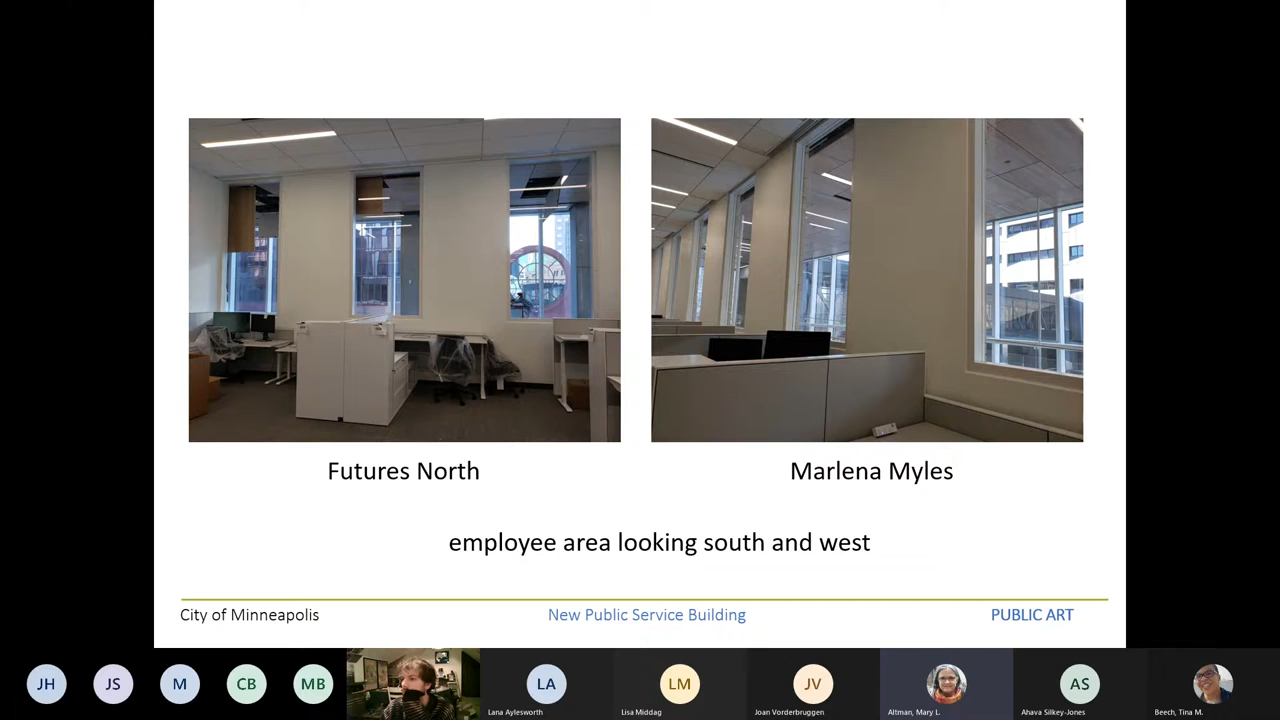 Futures North
Marlena Myles
employee area looking south and west
City of Minneapolis
New Public Service Building
PUBLIC ART
JH
JS
M
CB
MB
LA
Lana Aylesworth
LM
Lisa Middag
JV
Joan Vorderbruggen
Altman, Mary L.
AS
Ahava Silkey-Jones
Beech, Tina M.